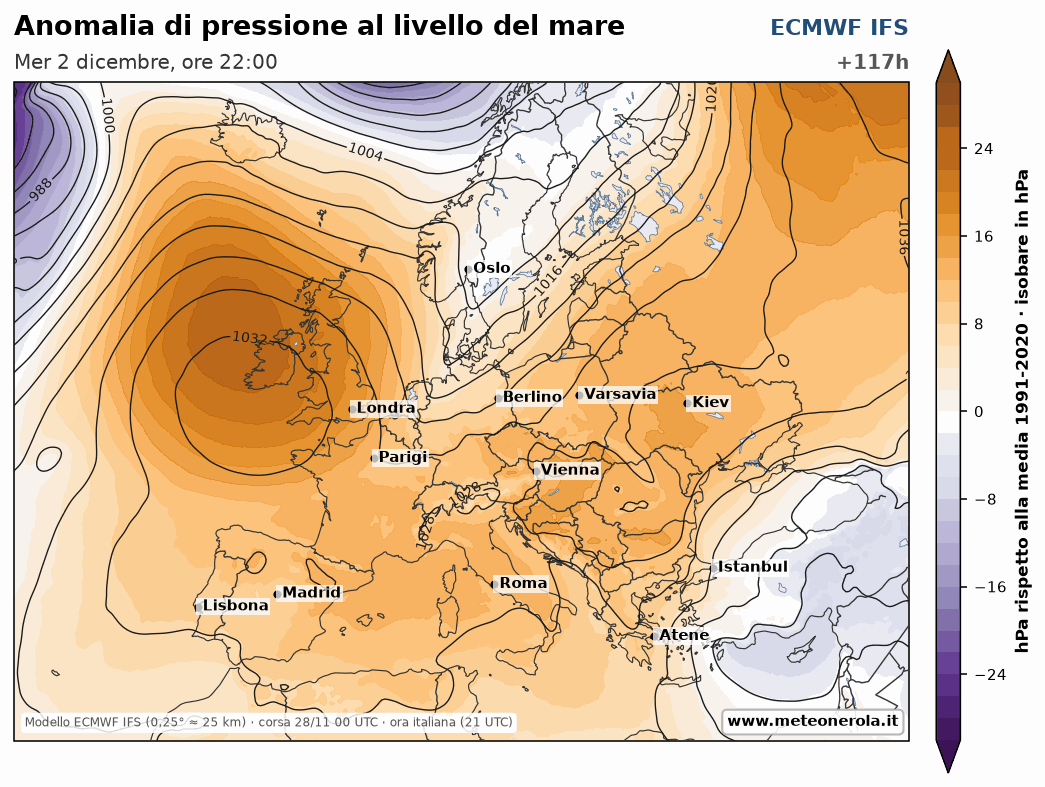 Anomalia di pressione al livello del mare
ECMWF IFS
Mer 2 dicembre, ore 22:00
+117h
1000
1004
1020
988
1036
Oslo
1016
1032
Londra
Berlino
Varsavia
Kiev
Parigi
Vienna
1028
1028
Istanbul
Madrid
Roma
Lisbona
Atene
Modello ECMWF IFS (0,25° ≈ 25 km) · corsa 28/11 00 UTC · ora italiana (21 UTC)
www.meteonerola.it
24
16
8
0
−8
−16
−24
hPa rispetto alla media 1991-2020 · isobare in hPa